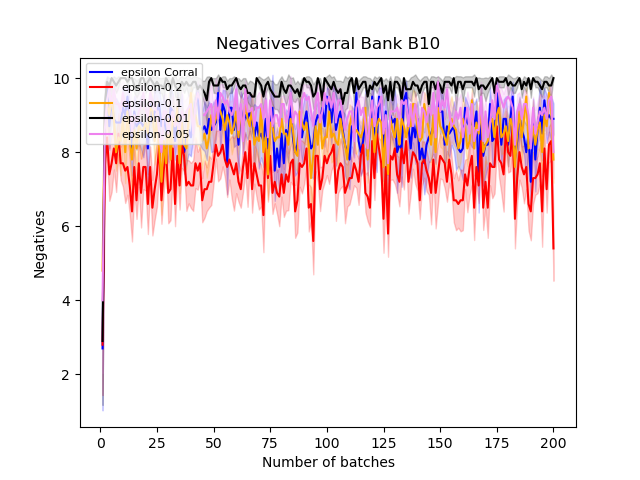 Negatives Corral Bank B10
epsilon Corral
epsilon-0.2
epsilon-0.1
epsilon-0.01
epsilon-0.05
10
8
6
4
2
Negatives
0 25 50 75 100 125 150 175 200
Number of batches